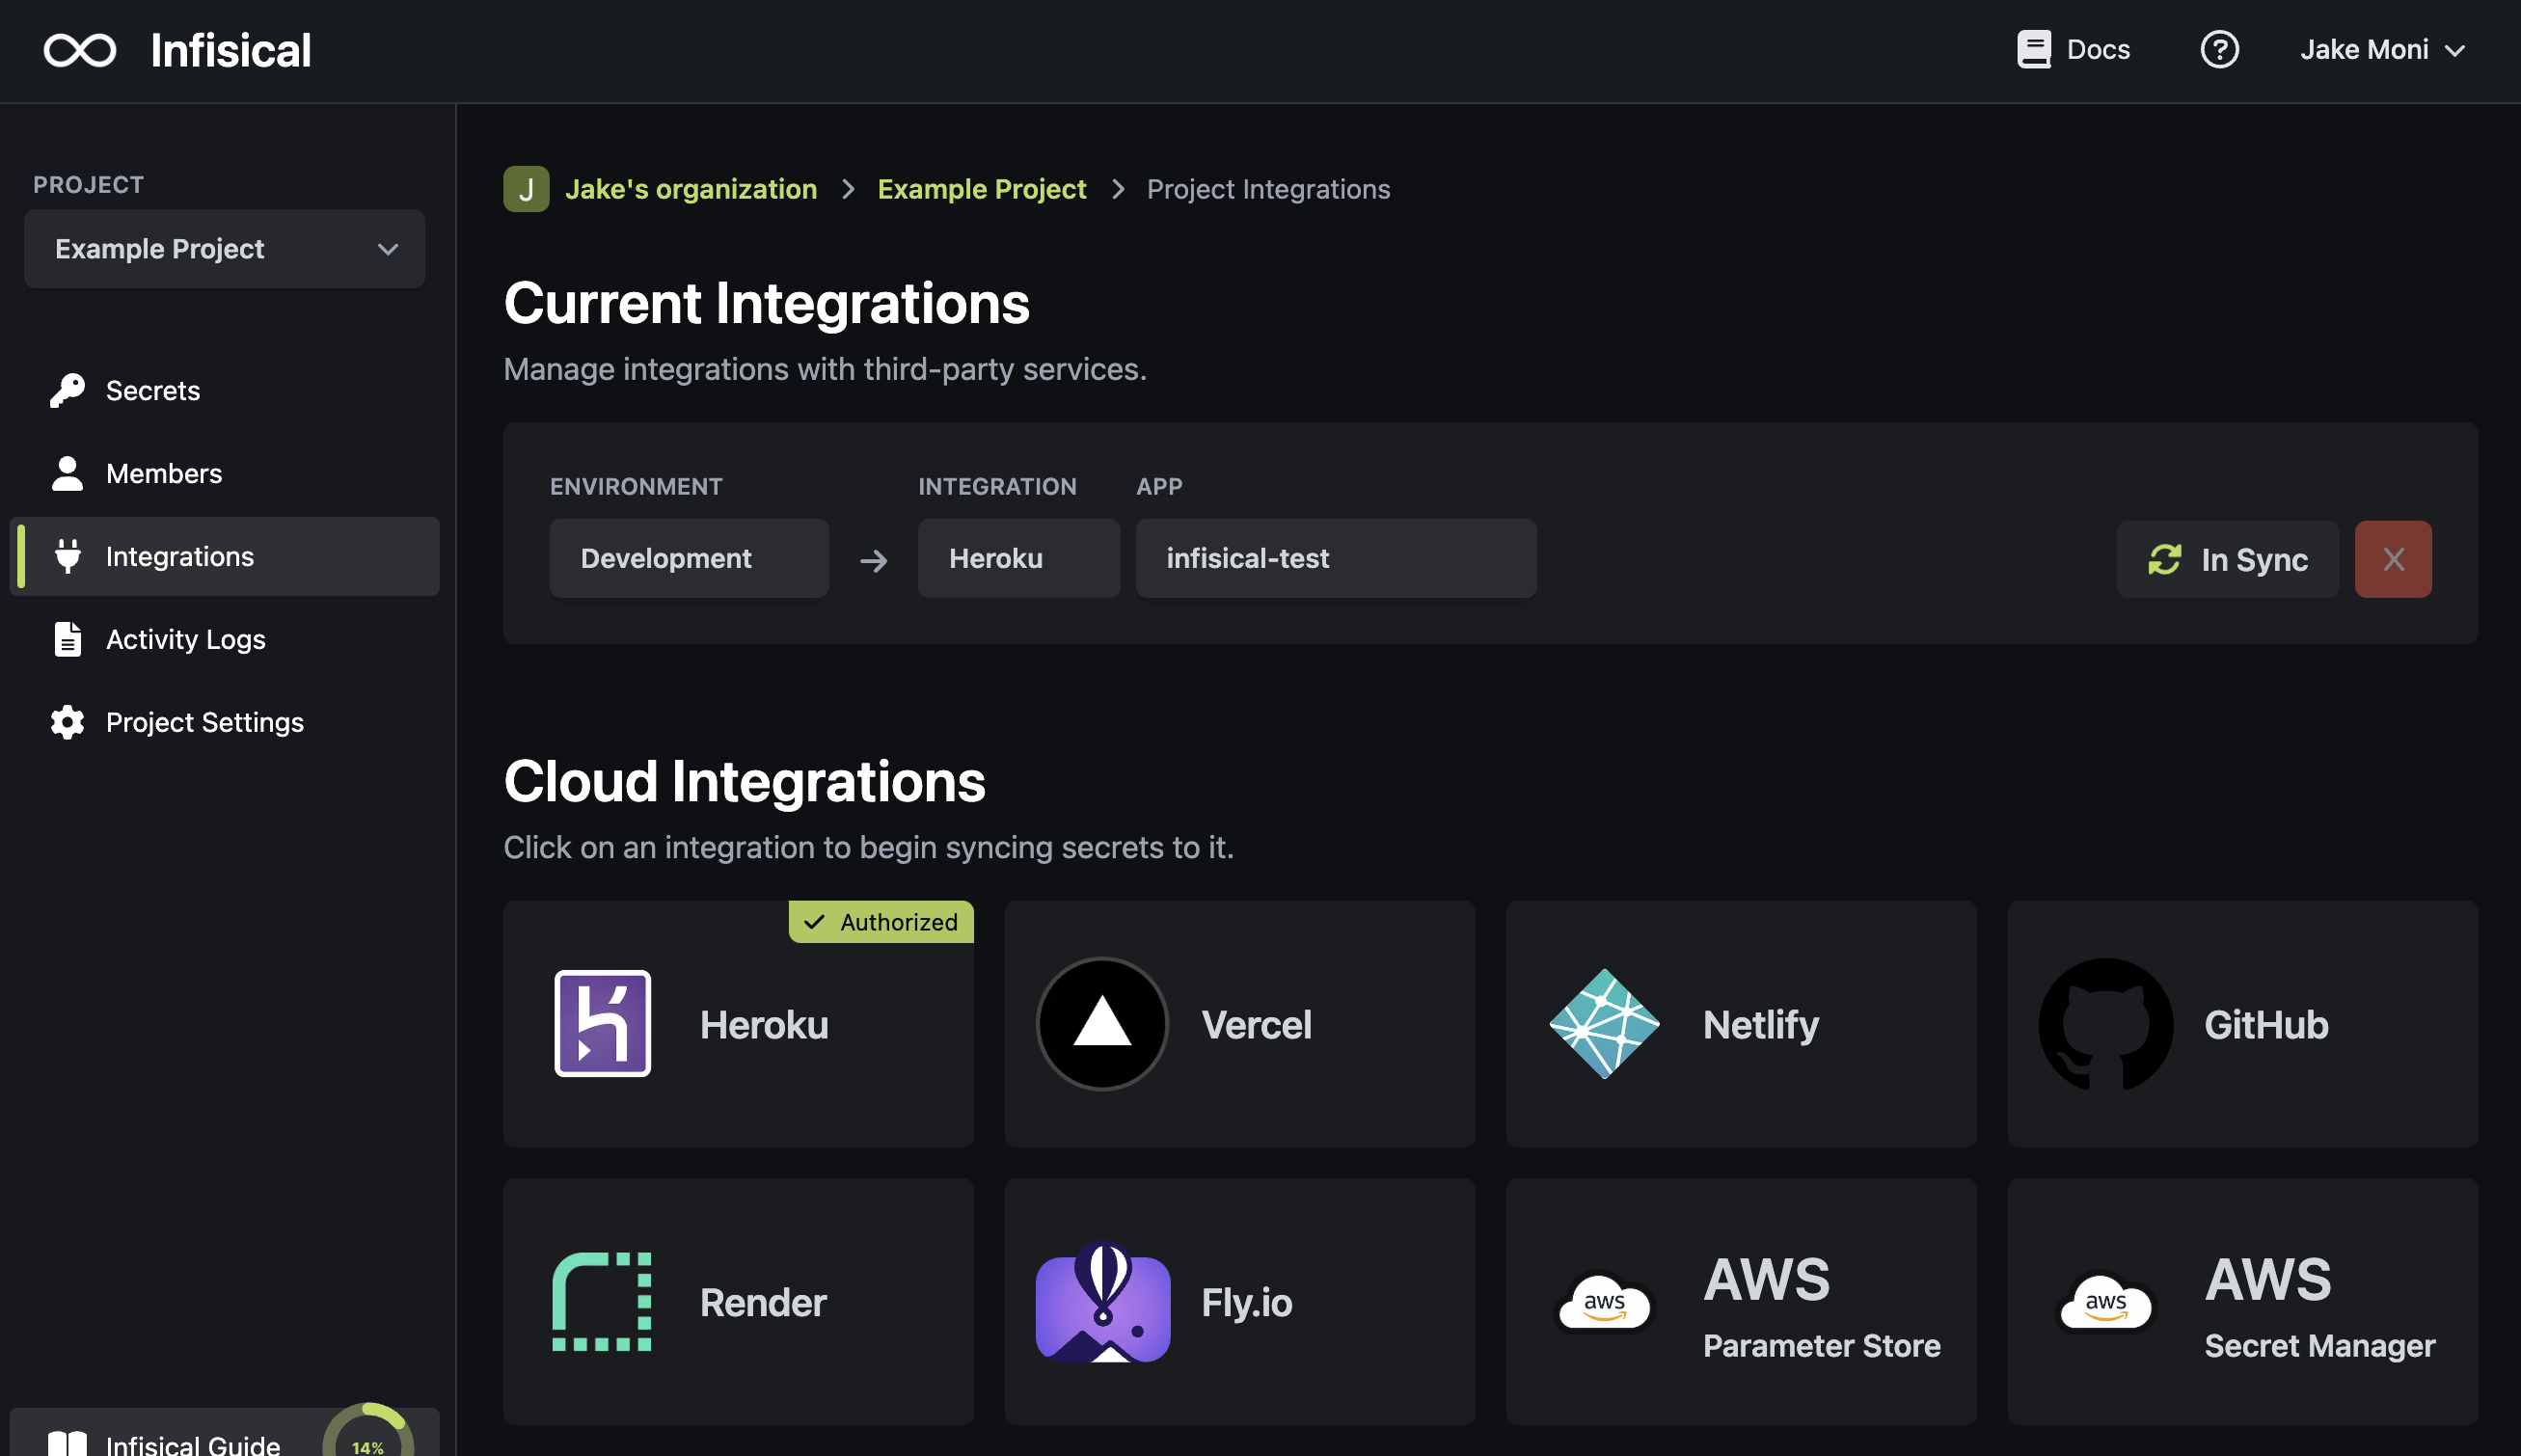 Infisical
Docs
Jake Moni
PROJECT
Example Project
Secrets
Members
Integrations
Activity Logs
Project Settings
Infisical Guide
14%
J Jake's organization > Example Project > Project Integrations
Current Integrations
Manage integrations with third-party services.
ENVIRONMENT INTEGRATION APP
Development → Heroku infisical-test In Sync X
Cloud Integrations
Click on an integration to begin syncing secrets to it.
Authorized
Heroku
Vercel
Netlify
GitHub
Render
Fly.io
aws
AWS
Parameter Store
aws
AWS
Secret Manager